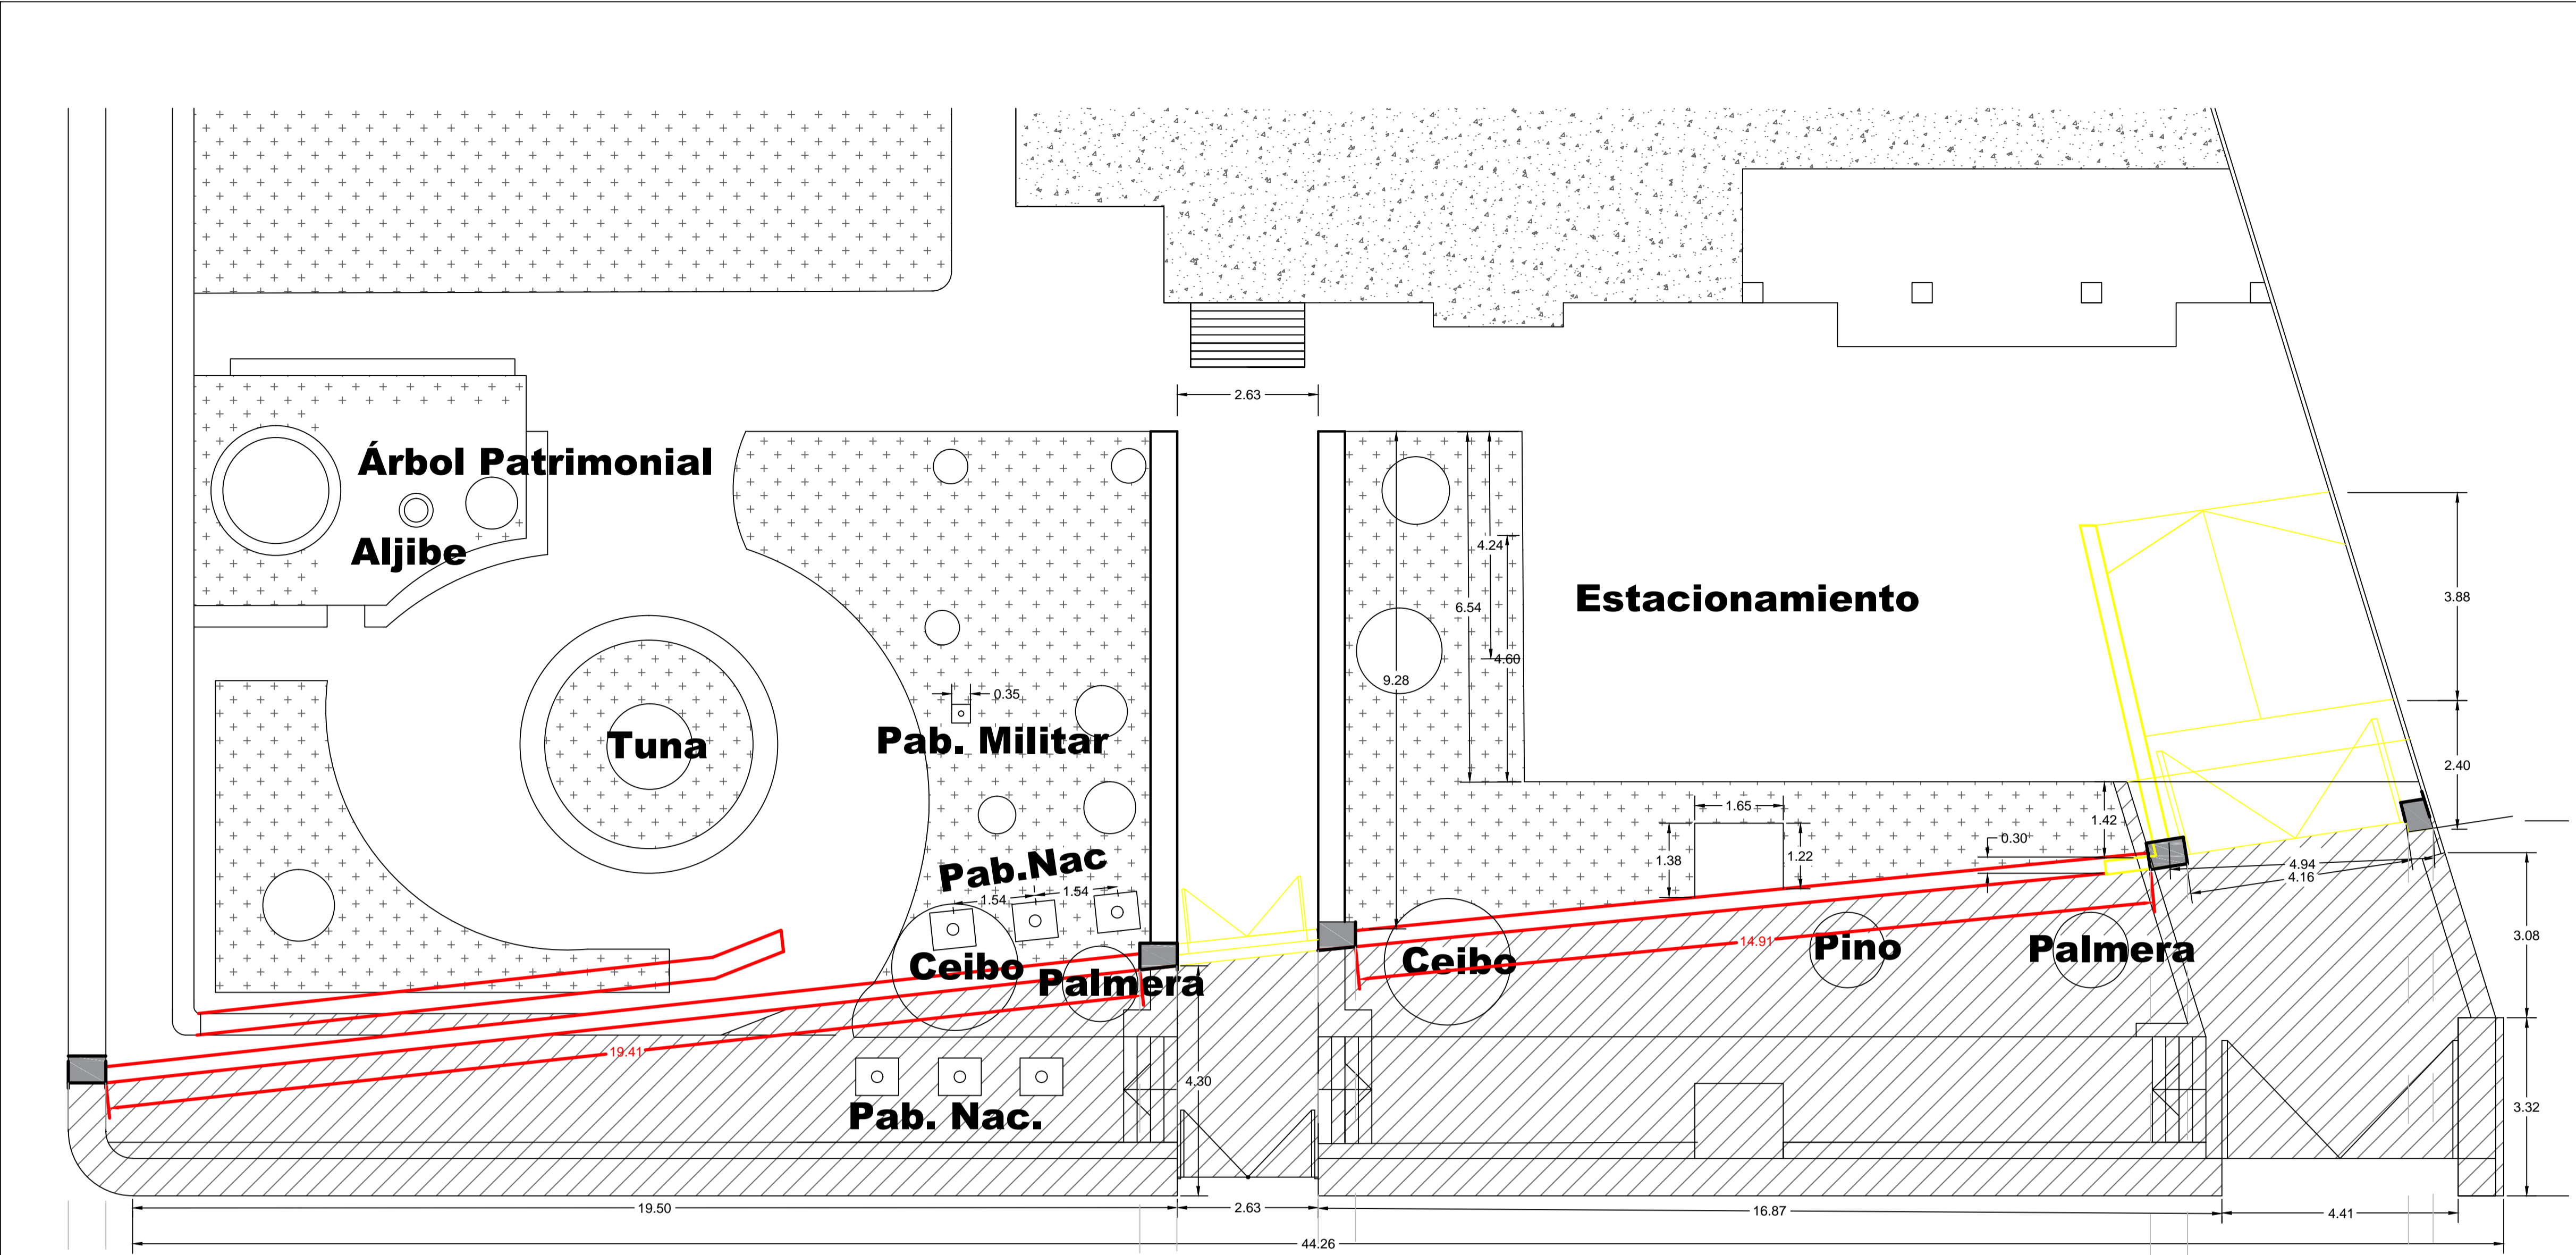 2.63
Árbol Patrimonial
Aljibe
4.24
Estacionamiento
3.88
6.54
4.60
9.28
0.35
Pab. Militar
Tuna
2.40
1.65
1.42
0.30
1.38
1.22
Pab.Nac
4.94
4.16
1.54
1.54
3.08
14.91
Pino
Palmera
Ceibo
Ceibo
Palmera
19.41
4.30
Pab. Nac.
3.32
19.50
2.63
16.87
4.41
44.26